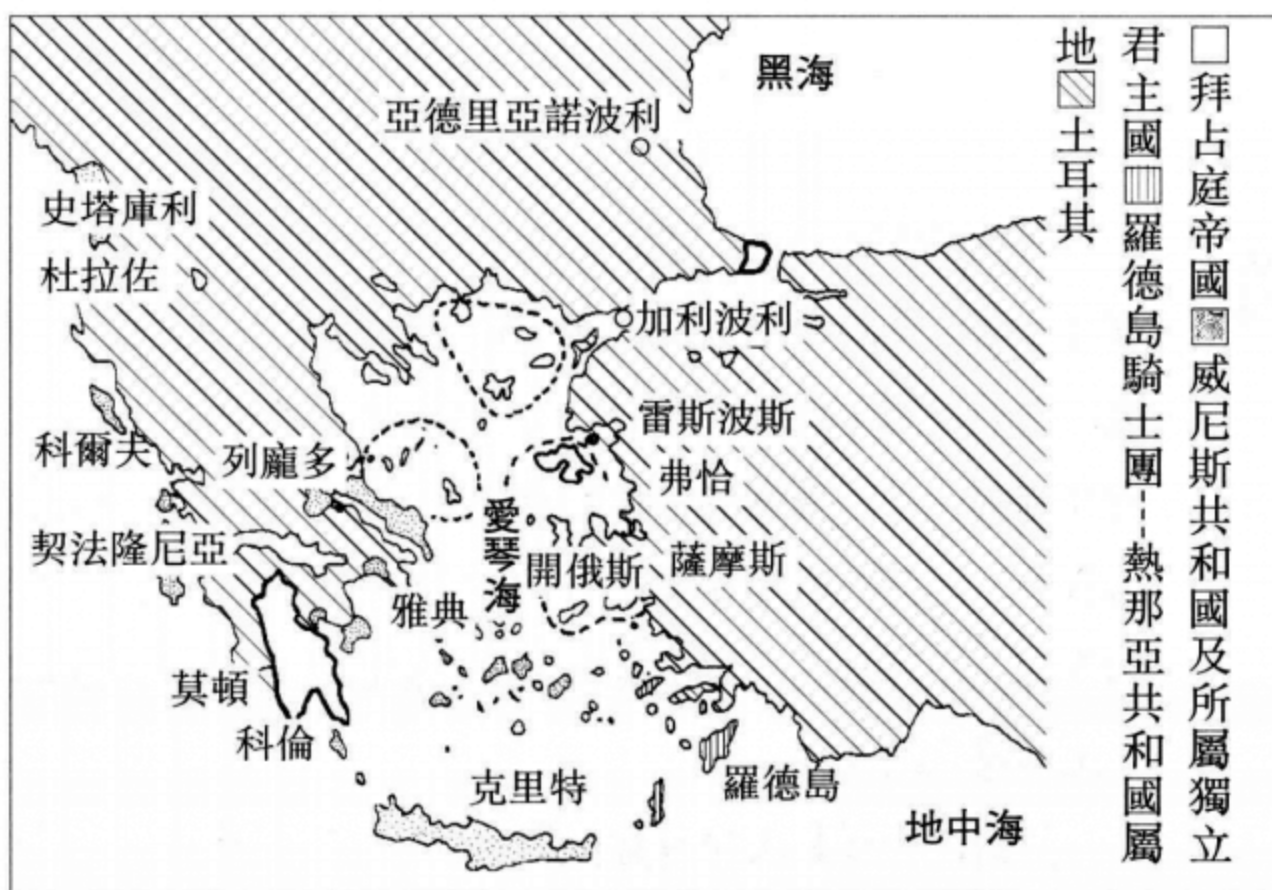 □拜占庭帝國▒威尼斯共和國及所屬獨立
君主國▥羅德島騎士團---熱那亞共和國屬
地▧土耳其
黑海
亞德里亞諾波利
史塔庫利
杜拉佐
加利波利
雷斯波斯
科爾夫
列龐多
弗恰
愛琴海
契法隆尼亞
開俄斯
薩摩斯
雅典
莫頓
科倫
克里特
羅德島
地中海